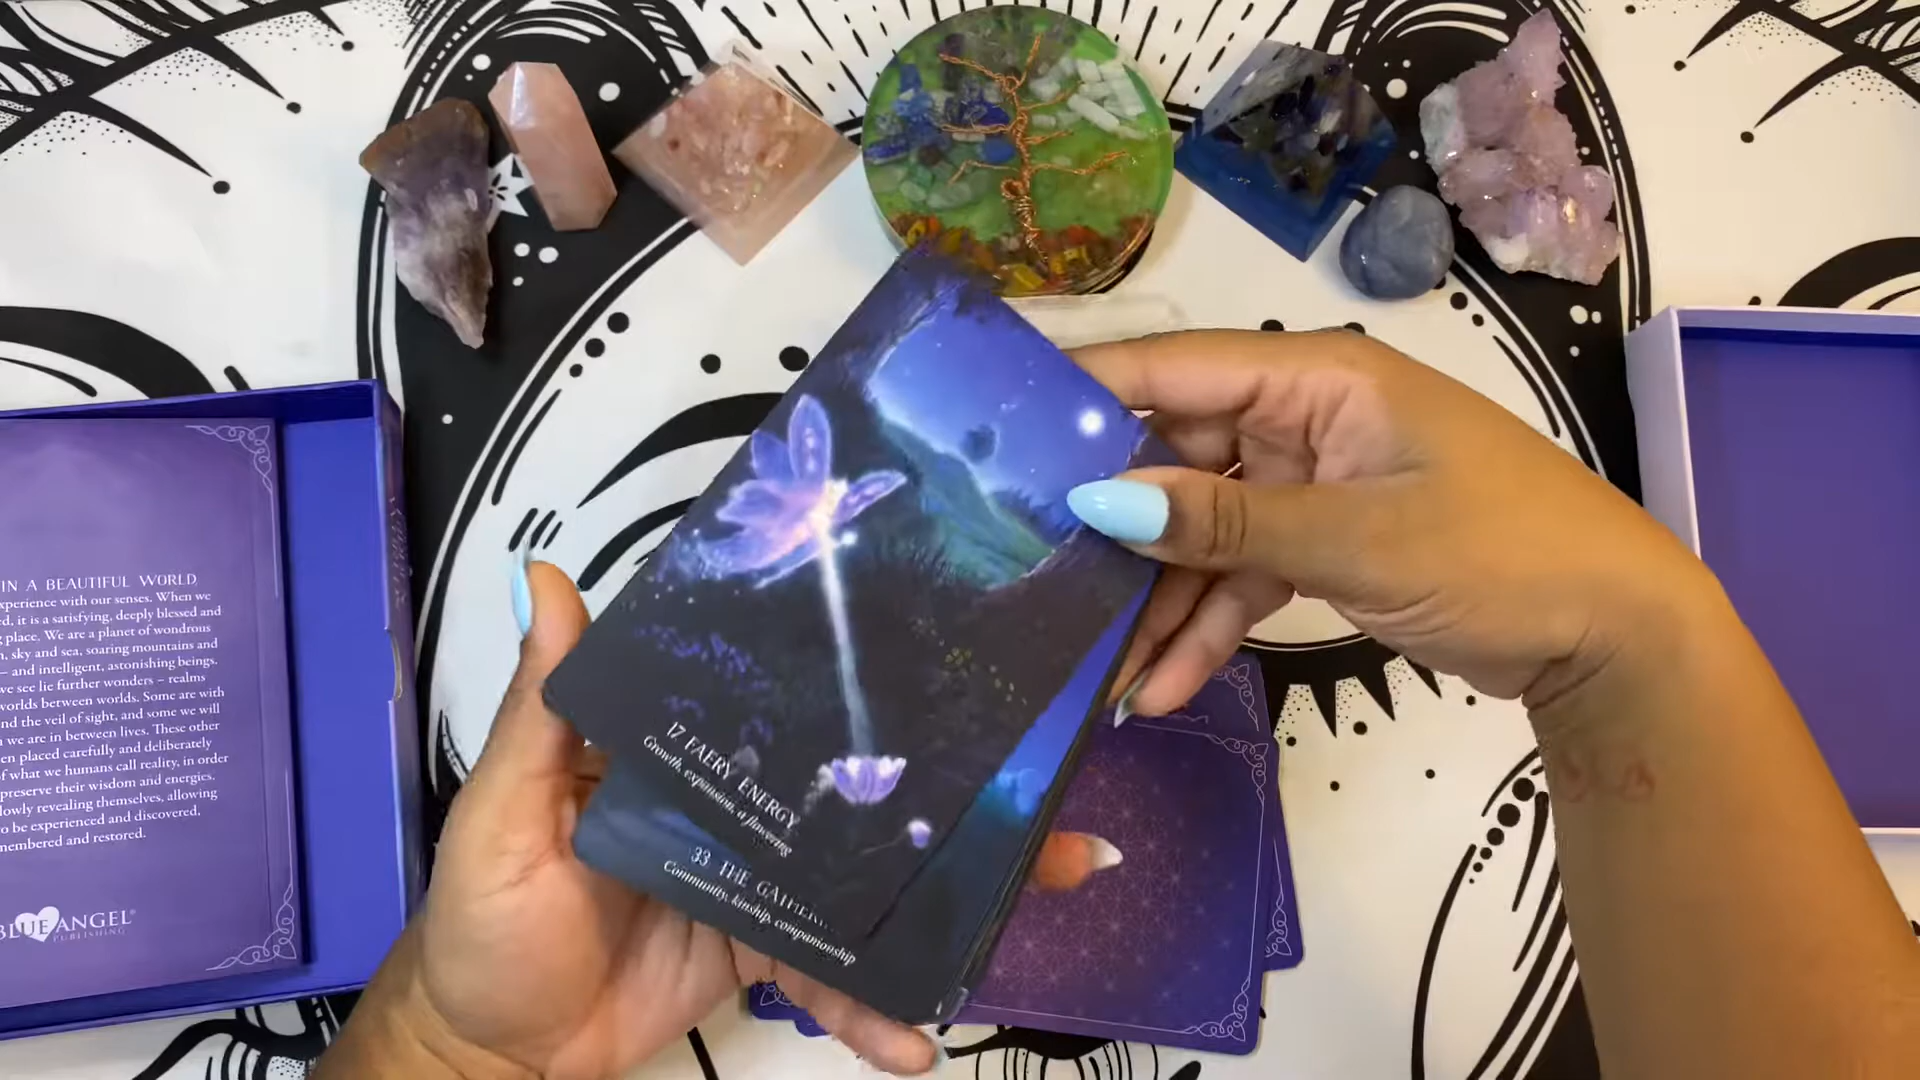 IN A BEAUTIFUL WORLD,
xperience with our senses. When we
ed, it is a satisfying, deeply blessed and
g place. We are a planet of wondrous
n, sky and sea, soaring mountains and
– and intelligent, astonishing beings.
we see lie further wonders – realms
worlds between worlds. Some are with
nd the veil of sight, and some we will
n we are in between lives. These other
en placed carefully and deliberately
of what we humans call reality, in order
preserve their wisdom and energies.
lowly revealing themselves, allowing
o be experienced and discovered,
membered and restored.
BLUE ANGEL®
PUBLISHING
17 FAERY ENERGY
Growth, expansion, a flowering
33 THE GATHERIN
Community, kinship, companionship